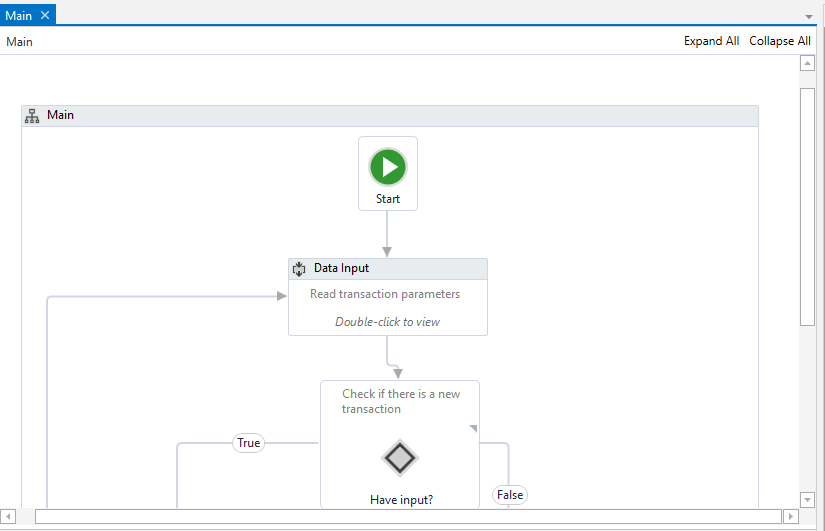 Main
Main
Expand All Collapse All
Main
Start
Data Input
Read transaction parameters
Double-click to view
Check if there is a new
transaction
True
Have input?
False